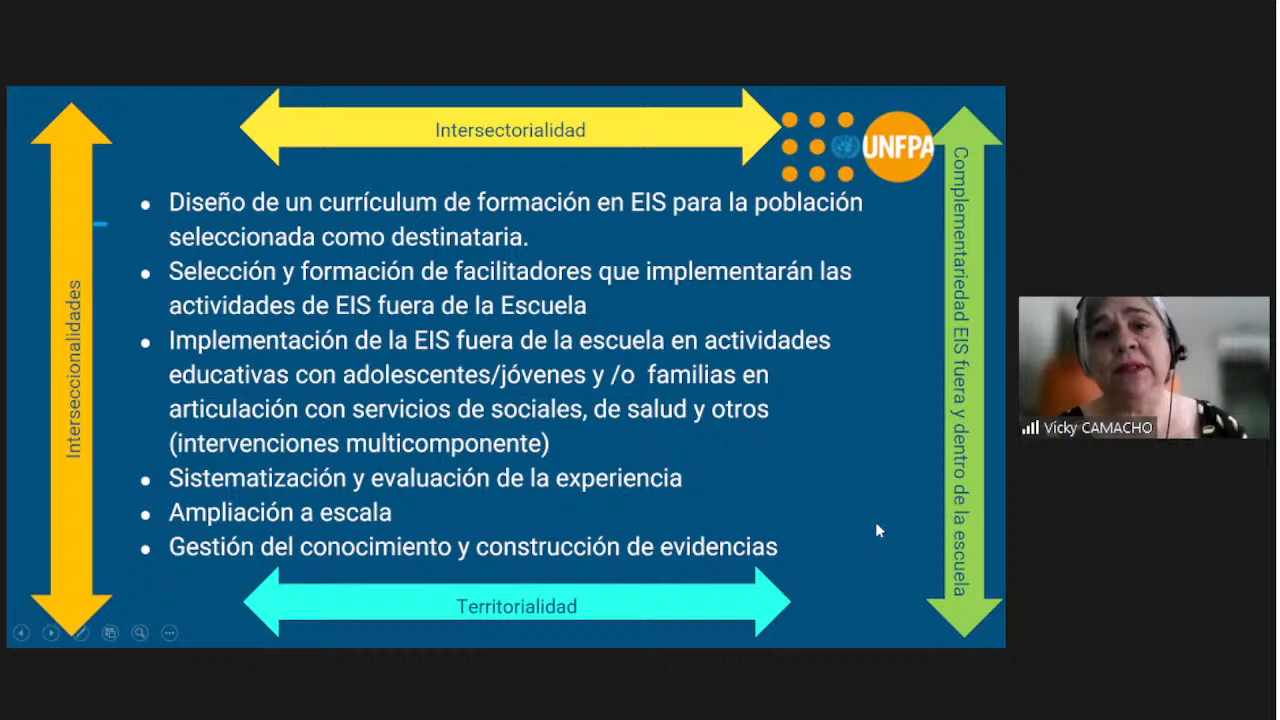 Intersectorialidad
UNFPA
Interseccionalidades
Complementariedad EIS fuera y dentro de la escuela
• Diseño de un currículum de formación en EIS para la población
seleccionada como destinataria.
• Selección y formación de facilitadores que implementarán las
actividades de EIS fuera de la Escuela
• Implementación de la EIS fuera de la escuela en actividades
educativas con adolescentes/jóvenes y /o familias en
articulación con servicios de sociales, de salud y otros
(intervenciones multicomponente)
• Sistematización y evaluación de la experiencia
• Ampliación a escala
• Gestión del conocimiento y construcción de evidencias
Territorialidad
Vicky CAMACHO